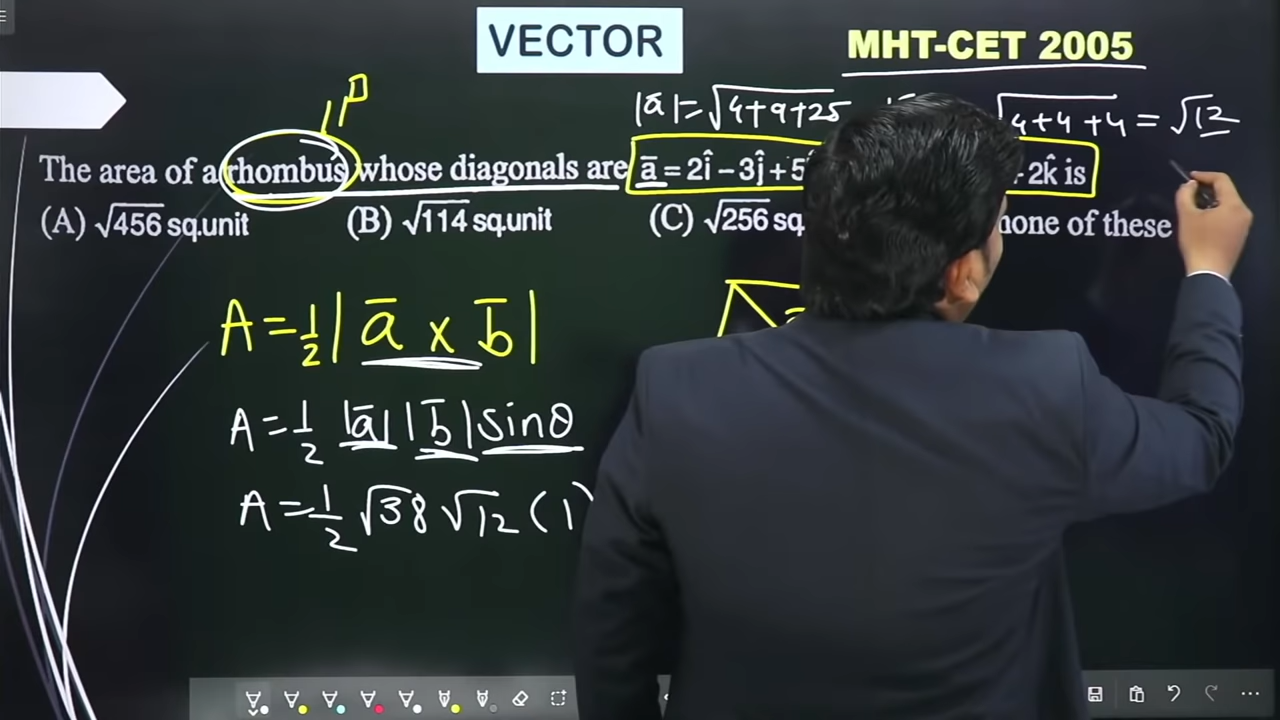 VECTOR
MHT-CET 2005
|a̅| = √4+9+25
√4+4+4 = √12
The area of a rhombus whose diagonals are a̅ = 2î − 3ĵ + 5
2k̂ is
(A) √456 sq.unit (B) √114 sq.unit (C) √256 sq
none of these
A = 1/2 | a̅ x b̅ |
A = 1/2 |a̅| |b̅| sinθ
A = 1/2 √38 √12 (1)